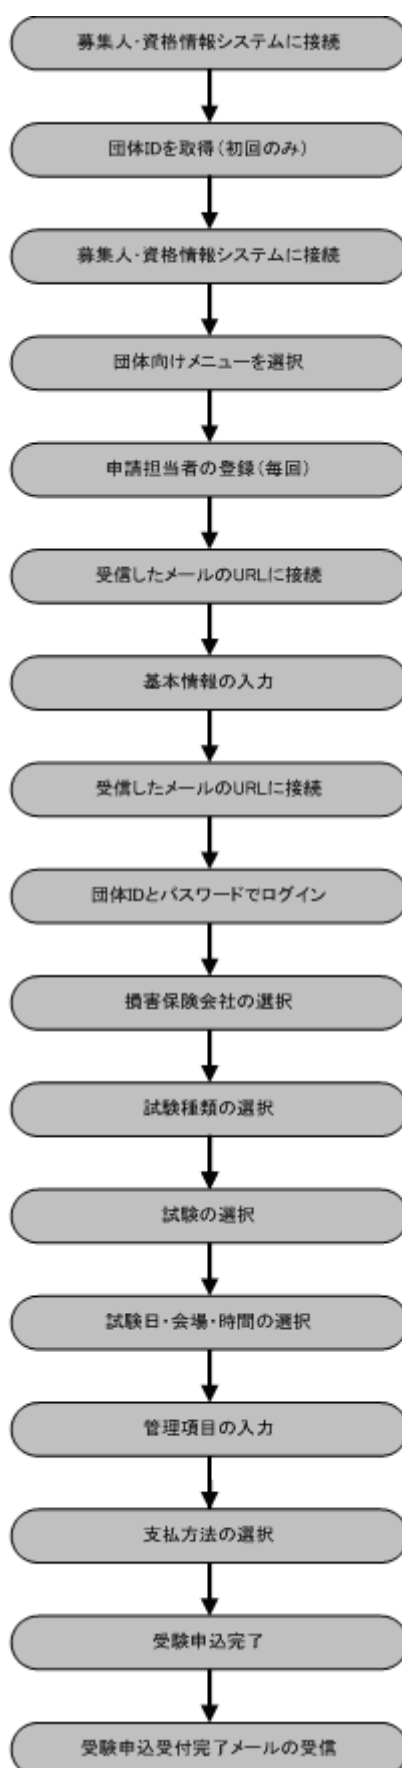 募集人・資格情報システムに接続
団体IDを取得(初回のみ)
募集人・資格情報システムに接続
団体向けメニューを選択
申請担当者の登録(毎回)
受信したメールのURLに接続
基本情報の入力
受信したメールのURLに接続
団体IDとパスワードでログイン
損害保険会社の選択
試験種類の選択
試験の選択
試験日・会場・時間の選択
管理項目の入力
支払方法の選択
受験申込完了
受験申込受付完了メールの受信